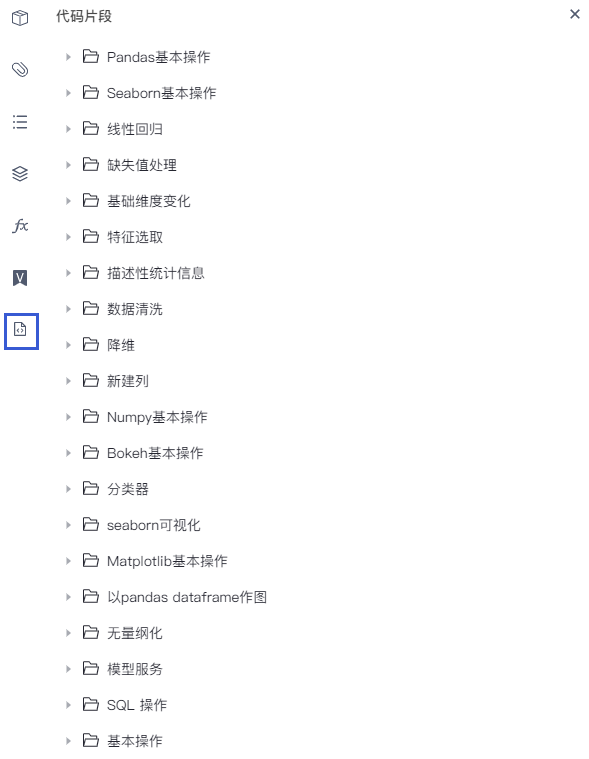 代码片段
Pandas基本操作
Seaborn基本操作
线性回归
缺失值处理
基础维度变化
特征选取
描述性统计信息
数据清洗
降维
新建列
Numpy基本操作
Bokeh基本操作
分类器
seaborn可视化
Matplotlib基本操作
以pandas dataframe作图
无量纲化
模型服务
SQL 操作
基本操作